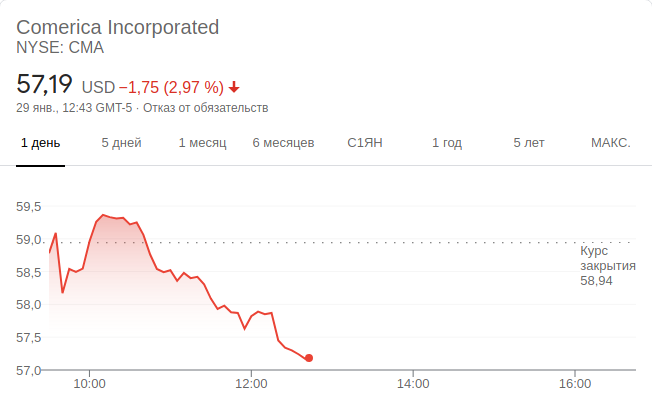 Comerica Incorporated
NYSE: CMA
57,19 USD −1,75 (2,97 %)
29 янв., 12:43 GMT-5 · Отказ от обязательств
1 день 5 дней 1 месяц 6 месяцев С1ЯН 1 год 5 лет МАКС.
59,5
59,0
Курс
закрытия
58,94
58,5
58,0
57,5
57,0
10:00 12:00 14:00 16:00